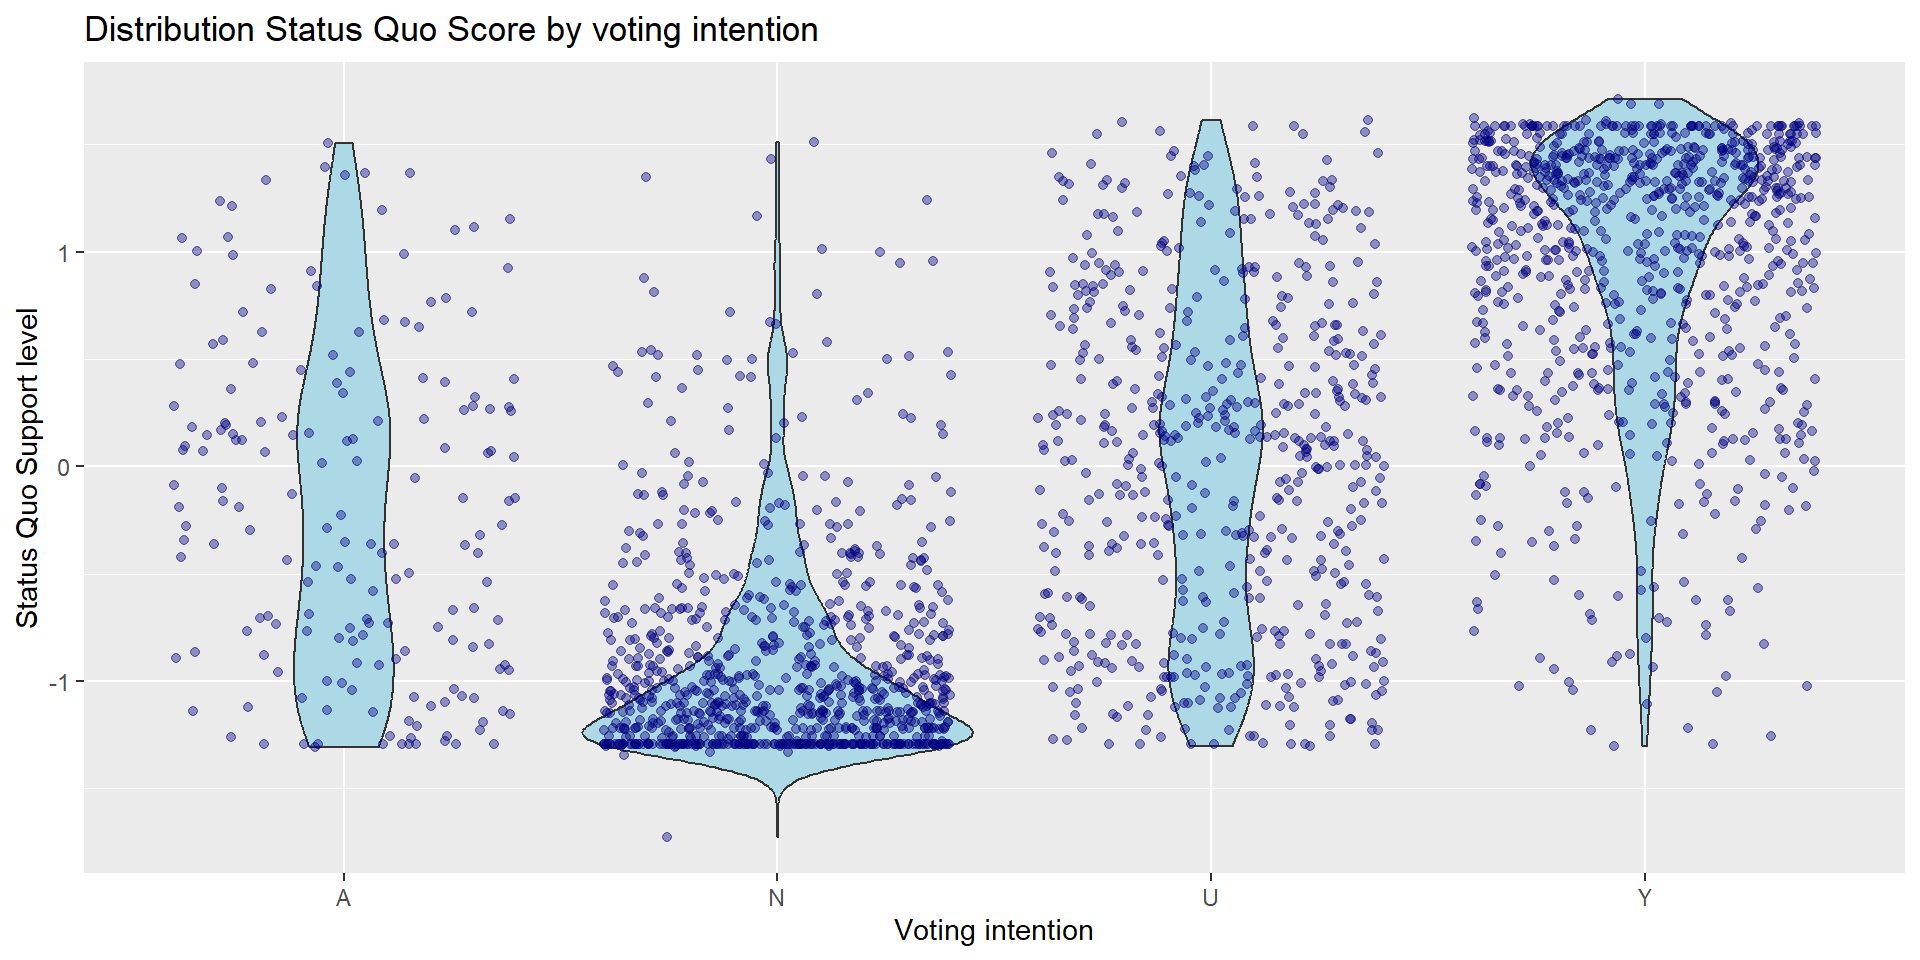 Distribution Status Quo Score by voting intention
Status Quo Support level
1
0
-1
A N U Y
Voting intention